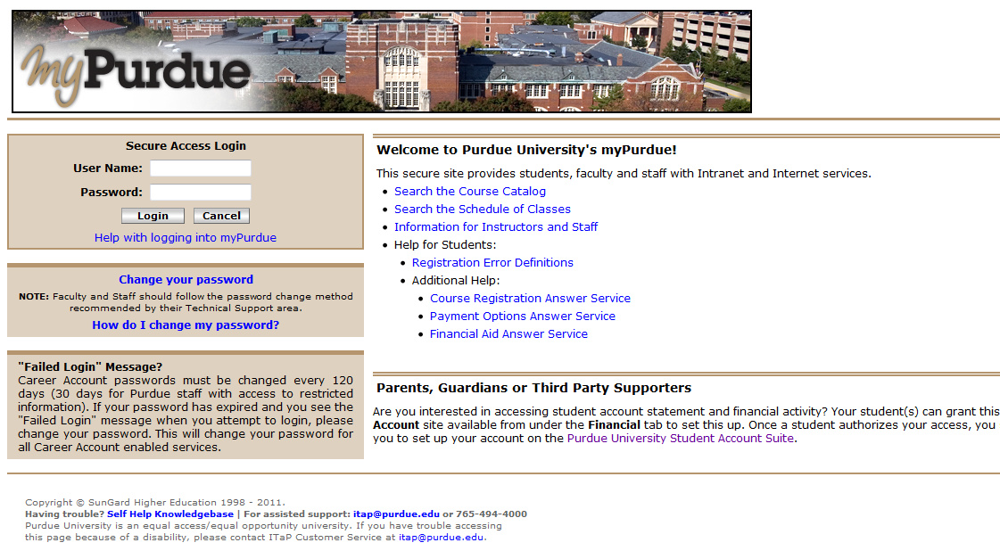 myPurdue
Secure Access Login
User Name:
Password:
Login Cancel
Help with logging into myPurdue
Change your password
NOTE: Faculty and Staff should follow the password change method
recommended by their Technical Support area.
How do I change my password?
"Failed Login" Message?
Career Account passwords must be changed every 120
days (30 days for Purdue staff with access to restricted
information). If your password has expired and you see the
"Failed Login" message when you attempt to login, please
change your password. This will change your password for
all Career Account enabled services.
Welcome to Purdue University's myPurdue!
This secure site provides students, faculty and staff with Intranet and Internet services.
• Search the Course Catalog
• Search the Schedule of Classes
• Information for Instructors and Staff
• Help for Students:
• Registration Error Definitions
• Additional Help:
• Course Registration Answer Service
• Payment Options Answer Service
• Financial Aid Answer Service
Parents, Guardians or Third Party Supporters
Are you interested in accessing student account statement and financial activity? Your student(s) can grant this
Account site available from under the Financial tab to set this up. Once a student authorizes your access, you
you to set up your account on the Purdue University Student Account Suite.
Copyright © SunGard Higher Education 1998 - 2011.
Having trouble? Self Help Knowledgebase | For assisted support: itap@purdue.edu or 765-494-4000
Purdue University is an equal access/equal opportunity university. If you have trouble accessing
this page because of a disability, please contact ITaP Customer Service at itap@purdue.edu.